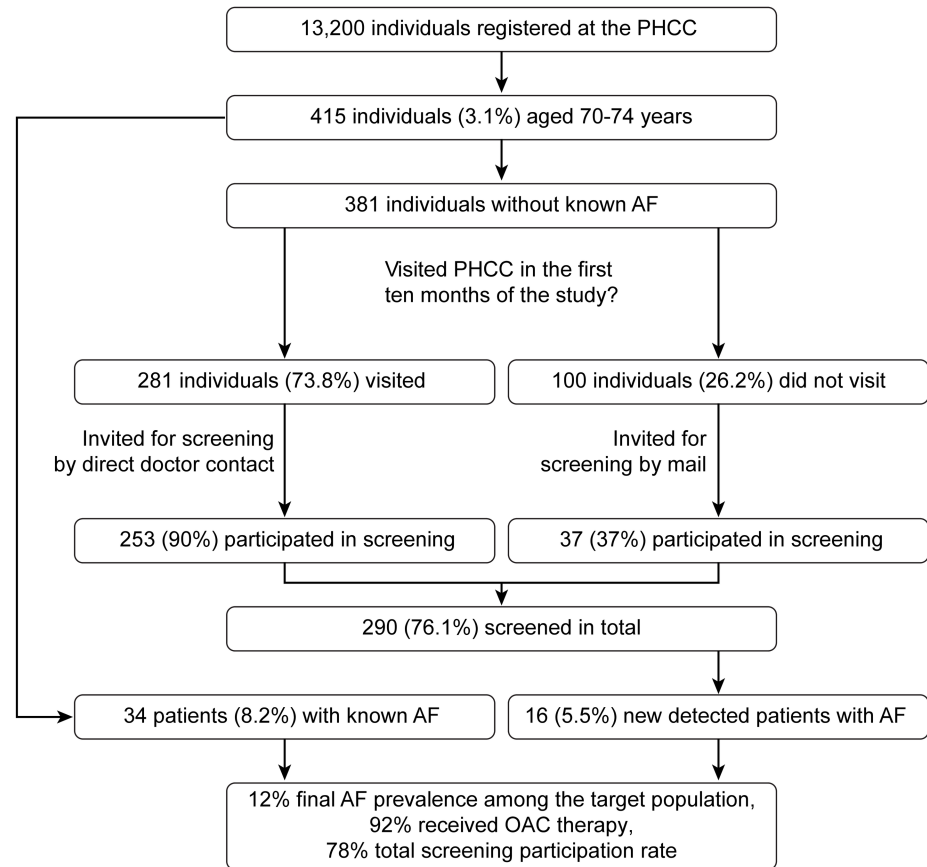 13,200 individuals registered at the PHCC
415 individuals (3.1%) aged 70-74 years
381 individuals without known AF
Visited PHCC in the first
ten months of the study?
281 individuals (73.8%) visited
100 individuals (26.2%) did not visit
Invited for screening
by direct doctor contact
Invited for
screening by mail
253 (90%) participated in screening
37 (37%) participated in screening
290 (76.1%) screened in total
34 patients (8.2%) with known AF
16 (5.5%) new detected patients with AF
12% final AF prevalence among the target population,
92% received OAC therapy,
78% total screening participation rate